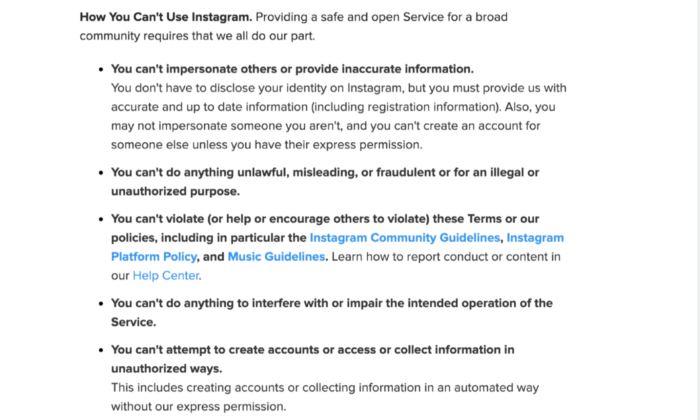 How You Can't Use Instagram. Providing a safe and open Service for a broad
community requires that we all do our part.
• You can't impersonate others or provide inaccurate information.
You don't have to disclose your identity on Instagram, but you must provide us with
accurate and up to date information (including registration information). Also, you
may not impersonate someone you aren't, and you can't create an account for
someone else unless you have their express permission.
• You can't do anything unlawful, misleading, or fraudulent or for an illegal or
unauthorized purpose.
• You can't violate (or help or encourage others to violate) these Terms or our
policies, including in particular the Instagram Community Guidelines, Instagram
Platform Policy, and Music Guidelines. Learn how to report conduct or content in
our Help Center.
• You can't do anything to interfere with or impair the intended operation of the
Service.
• You can't attempt to create accounts or access or collect information in
unauthorized ways.
This includes creating accounts or collecting information in an automated way
without our express permission.